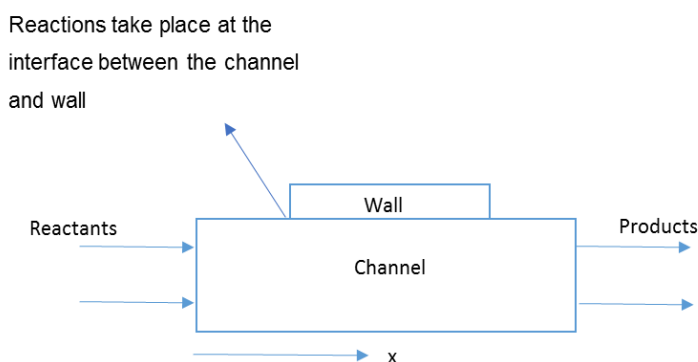 Reactions take place at the
interface between the channel
and wall
Wall
Reactants
Products
Channel
x